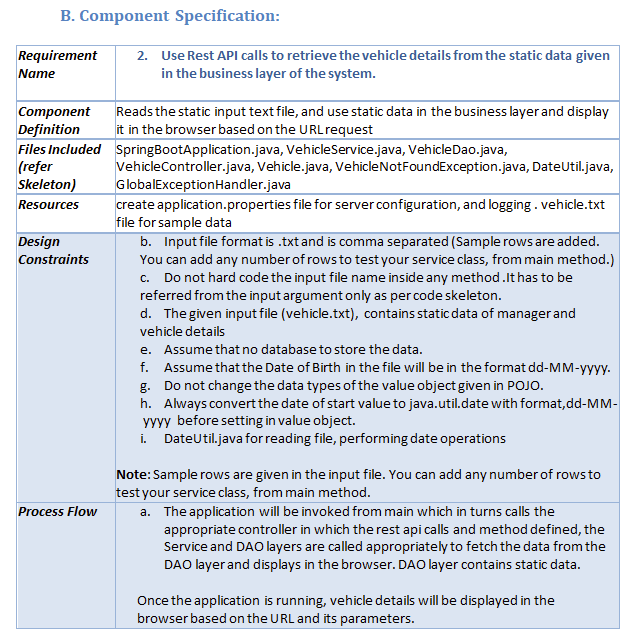 B. Component Specification:
Requirement
Name
2. Use Rest API calls to retrieve the vehicle details from the static data given
in the business layer of the system.
Component
Definition
Reads the static input text file, and use static data in the business layer and display
it in the browser based on the URL request
Files Included
(refer
Skeleton)
SpringBootApplication.java, VehicleService.java, VehicleDao.java,
VehicleController.java, Vehicle.java, VehicleNotFoundException.java, DateUtil.java,
GlobalExceptionHandler.java
Resources
create application.properties file for server configuration, and logging . vehicle.txt
file for sample data
Design
Constraints
b. Input file format is .txt and is comma separated (Sample rows are added.
You can add any number of rows to test your service class, from main method.)
c. Do not hard code the input file name inside any method .It has to be
referred from the input argument only as per code skeleton.
d. The given input file (vehicle.txt), contains static data of manager and
vehicle details
e. Assume that no database to store the data.
f. Assume that the Date of Birth in the file will be in the format dd-MM-yyyy.
g. Do not change the data types of the value object given in POJO.
h. Always convert the date of start value to java.util.date with format,dd-MM-
yyyy before setting in value object.
i. DateUtil.java for reading file, performing date operations
Note: Sample rows are given in the input file. You can add any number of rows to
test your service class, from main method.
Process Flow
a. The application will be invoked from main which in turns calls the
appropriate controller in which the rest api calls and method defined, the
Service and DAO layers are called appropriately to fetch the data from the
DAO layer and displays in the browser. DAO layer contains static data.
Once the application is running, vehicle details will be displayed in the
browser based on the URL and its parameters.